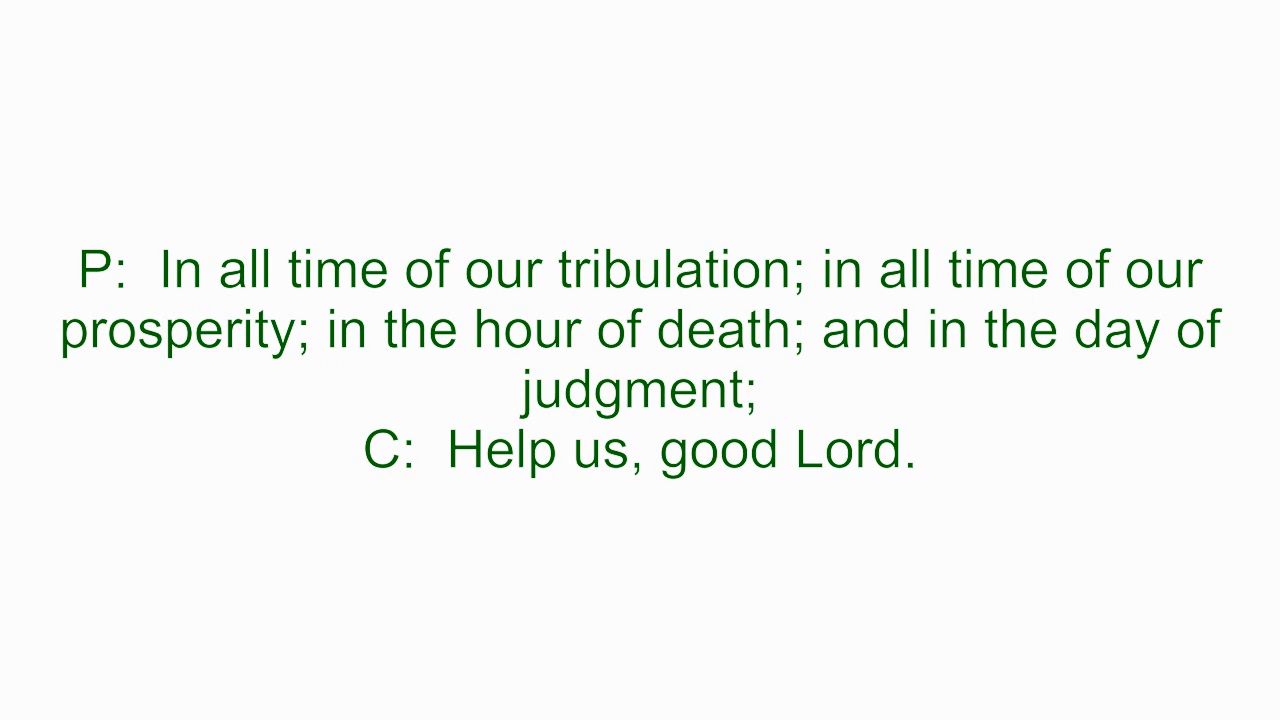 P:  In all time of our tribulation; in all time of our
prosperity; in the hour of death; and in the day of
judgment;
C:  Help us, good Lord.